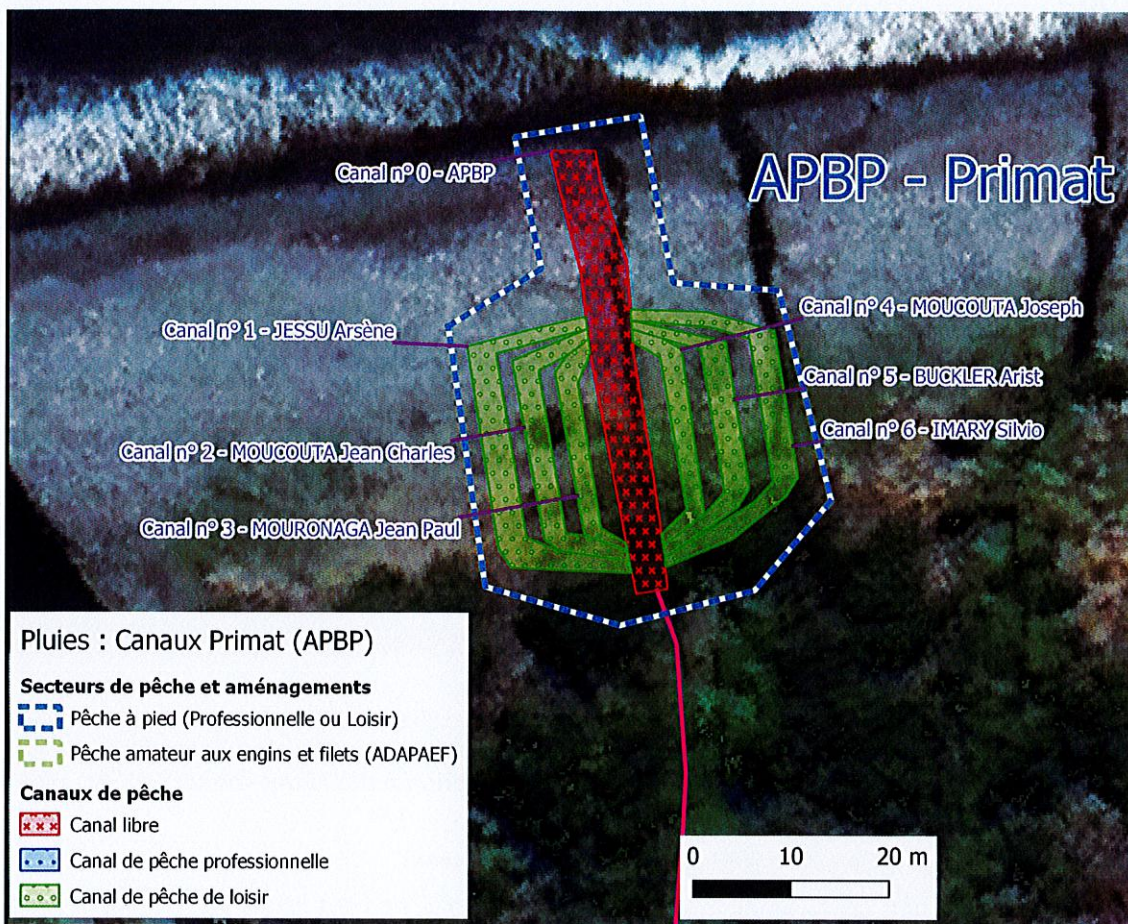 APBP - Primat
Canal n° 0 - APBP
Canal n° 1 - JESSU Arsène
Canal n° 4 - MOUCOUTA Joseph
Canal n° 5 - BUCKLER Arist
Canal n° 2 - MOUCOUTA Jean Charles
Canal n° 6 - IMARY Silvio
Canal n° 3 - MOURONAGA Jean Paul
Pluies : Canaux Primat (APBP)
Secteurs de pêche et aménagements
Pêche à pied (Professionnelle ou Loisir)
Pêche amateur aux engins et filets (ADAPAEF)
Canaux de pêche
Canal libre
Canal de pêche professionnelle
Canal de pêche de loisir
0 10 20 m